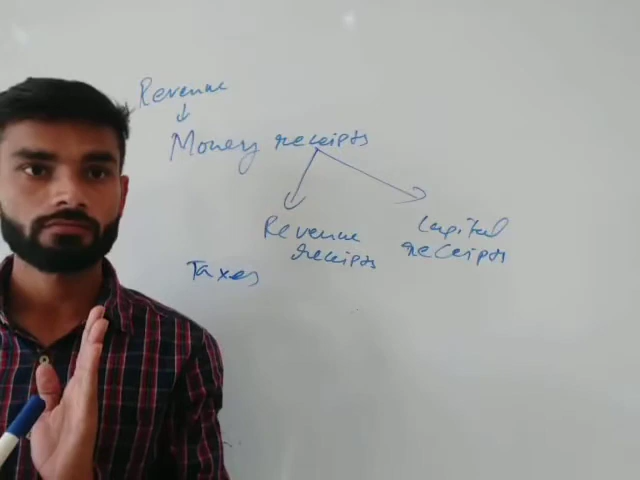 Revenue
Money receipts
Revenue receipts
Capital receipts
Taxes